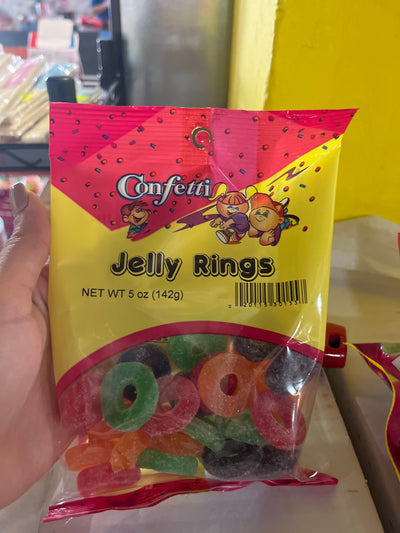 Confetti
Jelly Rings
NET WT 5 oz (142g)